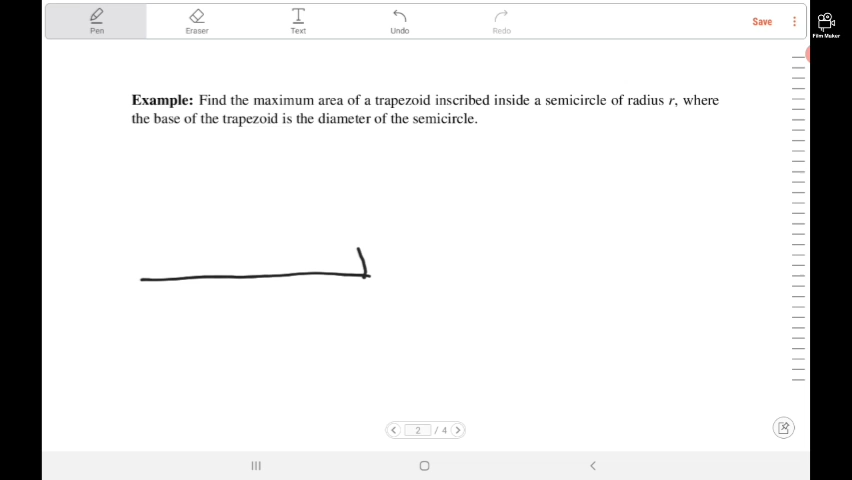 Pen
Eraser
Text
Undo
Redo
Save
Film Maker
Example: Find the maximum area of a trapezoid inscribed inside a semicircle of radius r, where
the base of the trapezoid is the diameter of the semicircle.
2 / 4